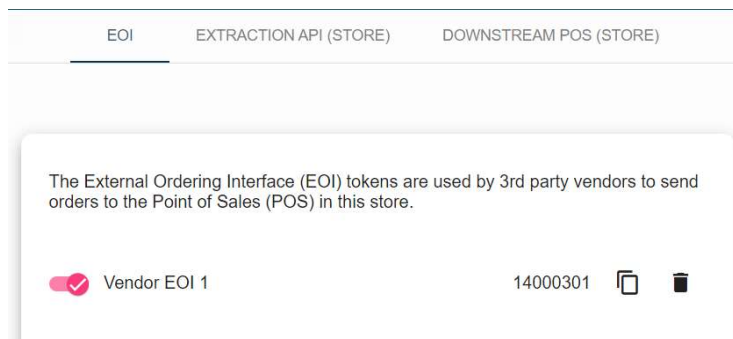 EOI EXTRACTION API (STORE) DOWNSTREAM POS (STORE)
The External Ordering Interface (EOI) tokens are used by 3rd party vendors to send
orders to the Point of Sales (POS) in this store.
Vendor EOI 1 14000301